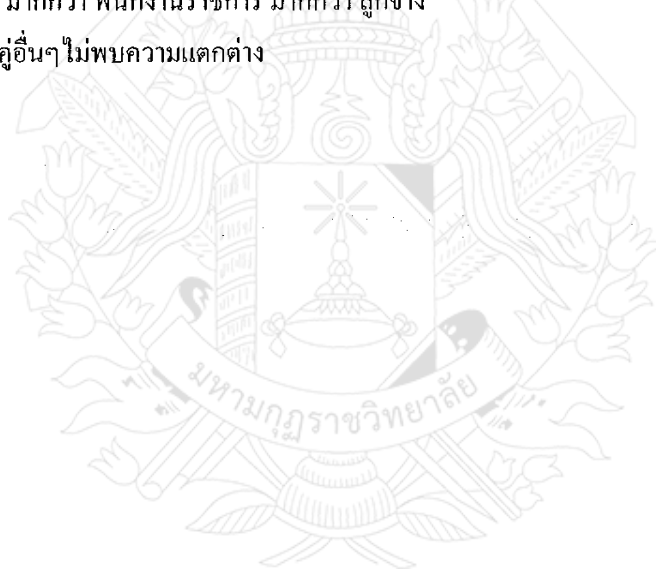 มากกว่า พนักงานราชการ มากกว่า ลูกจ้าง
คู่อื่นๆ ไม่พบความแตกต่าง
มหามกุฏราชวิทยาลัย